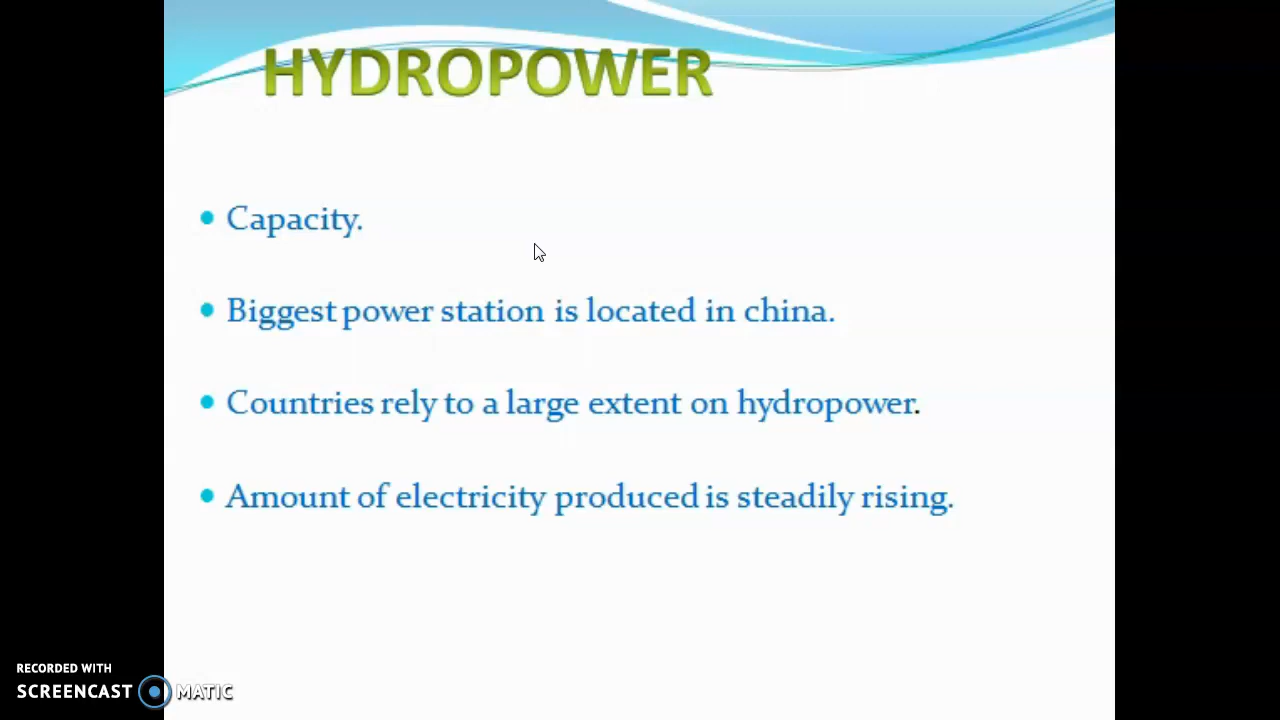 HYDROPOWER
Capacity.
Biggest power station is located in china.
Countries rely to a large extent on hydropower.
Amount of electricity produced is steadily rising.
RECORDED WITH
SCREENCAST MATIC